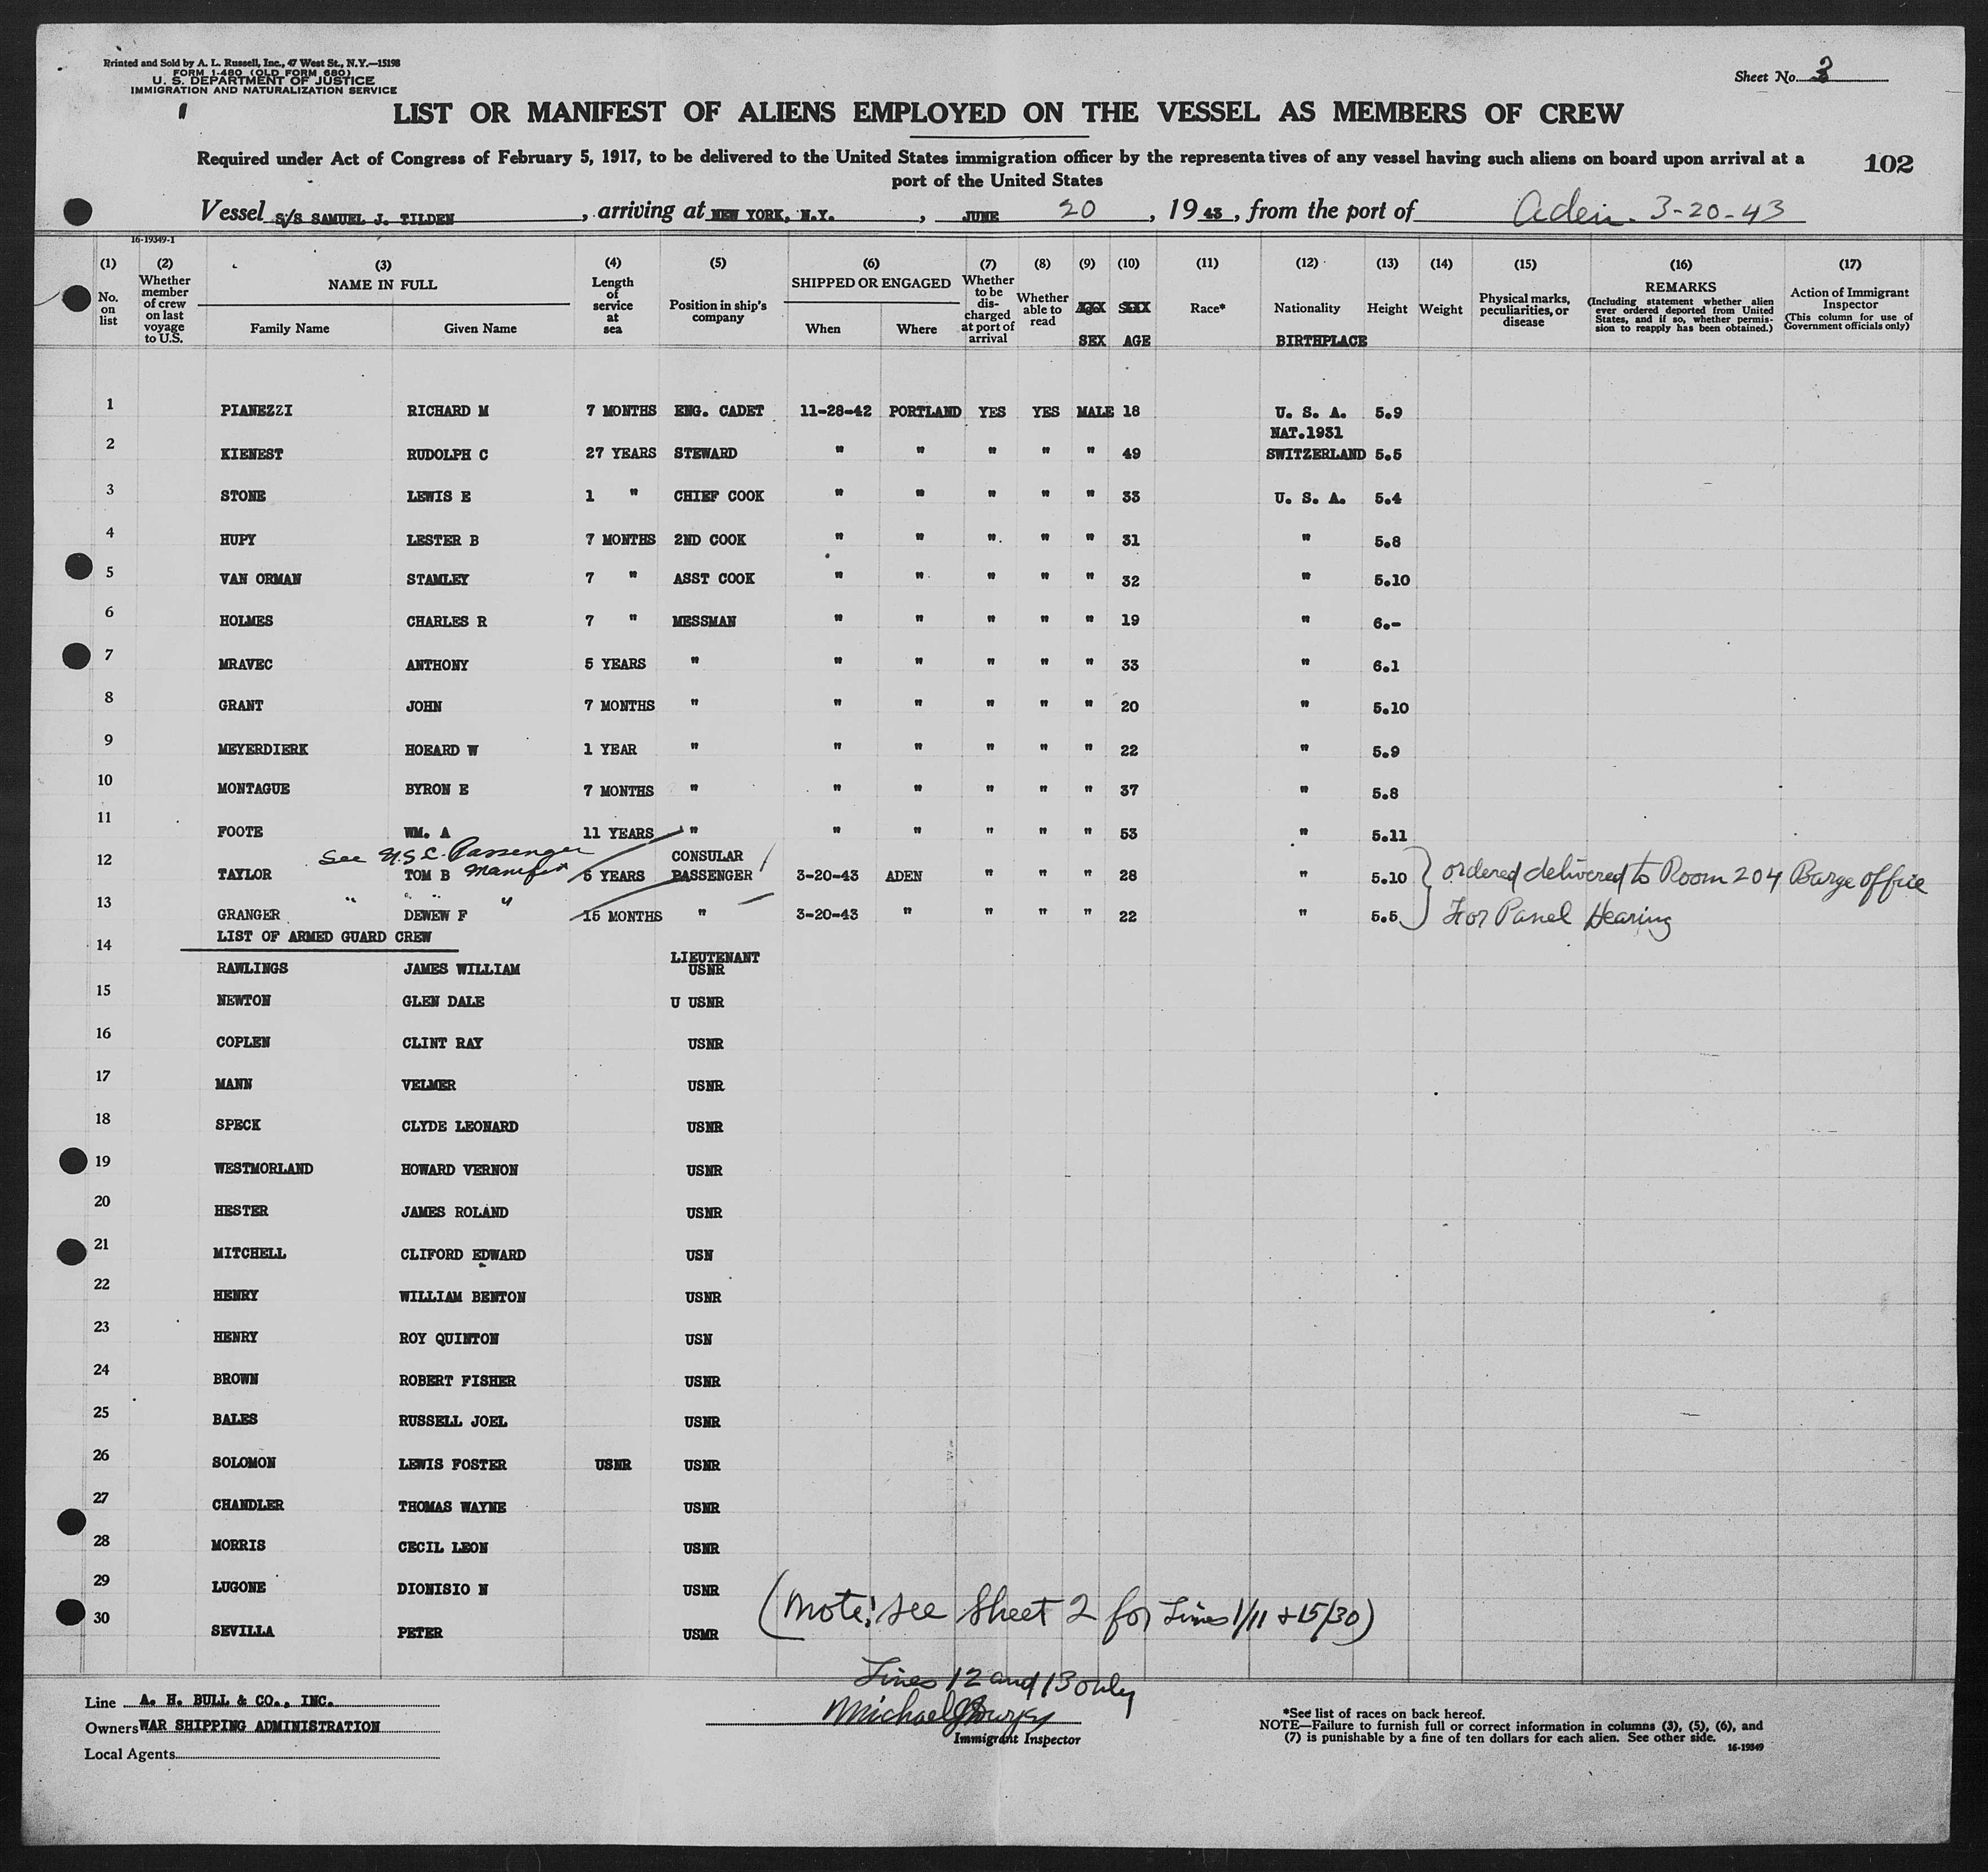 Printed and Sold by A. L. Russell, Inc., 47 West St., N.Y.—15198
FORM I-480 (OLD FORM 680)
U. S. DEPARTMENT OF JUSTICE
IMMIGRATION AND NATURALIZATION SERVICE
Sheet No. 3
LIST OR MANIFEST OF ALIENS EMPLOYED ON THE VESSEL AS MEMBERS OF CREW
Required under Act of Congress of February 5, 1917, to be delivered to the United States immigration officer by the representatives of any vessel having such aliens on board upon arrival at a
port of the United States
102
Vessel S/S SAMUEL J. TILDEN, arriving at NEW YORK, N.Y., JUNE 20, 1943, from the port of Aden. 3-20-43
16-19349-1
(1) No. on list
(2) Whether member of crew on last voyage to U.S.
(3) NAME IN FULL
Family Name Given Name
(4) Length of service at sea
(5) Position in ship's company
(6) SHIPPED OR ENGAGED
When Where
(7) Whether to be discharged at port of arrival
(8) Whether able to read
(9) SEX
(10) AGE
(11) Race*
(12) Nationality BIRTHPLACE
(13) Height
(14) Weight
(15) Physical marks, peculiarities, or disease
(16) REMARKS (Including statement whether alien ever ordered deported from United States, and if so, whether permission to reapply has been obtained.)
(17) Action of Immigrant Inspector (This column for use of Government officials only)
1 PIANEZZI RICHARD M 7 MONTHS ENG. CADET 11-28-42 PORTLAND YES YES MALE 18 U. S. A. 5.9
NAT.1931
2 KIENEST RUDOLPH C 27 YEARS STEWARD " " " " " 49 SWITZERLAND 5.5
3 STONE LEWIS E 1 " CHIEF COOK " " " " " 33 U. S. A. 5.4
4 HUPY LESTER B 7 MONTHS 2ND COOK " " " " " 31 " 5.8
5 VAN ORMAN STAMLEY 7 " ASST COOK " " " " " 32 " 5.10
6 HOLMES CHARLES R 7 " MESSMAN " " " " " 19 " 6.-
7 MRAVEC ANTHONY 5 YEARS " " " " " " 33 " 6.1
8 GRANT JOHN 7 MONTHS " " " " " " 20 " 5.10
9 MEYERDIERK HOEARD W 1 YEAR " " " " " " 22 " 5.9
10 MONTAGUE BYRON E 7 MONTHS " " " " " " 37 " 5.8
11 FOOTE WM. A 11 YEARS " " " " " " 53 " 5.11
See U.S.C. Passenger Manifest
CONSULAR
12 TAYLOR TOM B 5 YEARS PASSENGER 3-20-43 ADEN " " " 28 " 5.10 ordered delivered to Room 204 Barge office
" " " "
13 GRANGER DEWEW F 15 MONTHS " 3-20-43 " " " " 22 " 5.5 For Panel Hearing
LIST OF ARMED GUARD CREW
14 RAWLINGS JAMES WILLIAM LIEUTENANT USNR
15 NEWTON GLEN DALE U USNR
16 COPLEN CLINT RAY USNR
17 MANN VELMER USNR
18 SPECK CLYDE LEONARD USNR
19 WESTMORLAND HOWARD VERNON USNR
20 HESTER JAMES ROLAND USNR
21 MITCHELL CLIFORD EDWARD USN
22 HENRY WILLIAM BENTON USNR
23 HENRY ROY QUINTON USN
24 BROWN ROBERT FISHER USNR
25 BALES RUSSELL JOEL USNR
26 SOLOMON LEWIS FOSTER USNR USNR
27 CHANDLER THOMAS WAYNE USNR
28 MORRIS CECIL LEON USNR
29 LUGONE DIONISIO N USNR
30 SEVILLA PETER USMR
(Note: see Sheet 2 for Lines 1/11 + 15/30)
Lines 12 and 13 only
Michael
Immigrant Inspector
Line A. H. BULL & CO., INC.
Owners WAR SHIPPING ADMINISTRATION
Local Agents
*See list of races on back hereof.
NOTE—Failure to furnish full or correct information in columns (3), (5), (6), and
(7) is punishable by a fine of ten dollars for each alien. See other side.
16-19349